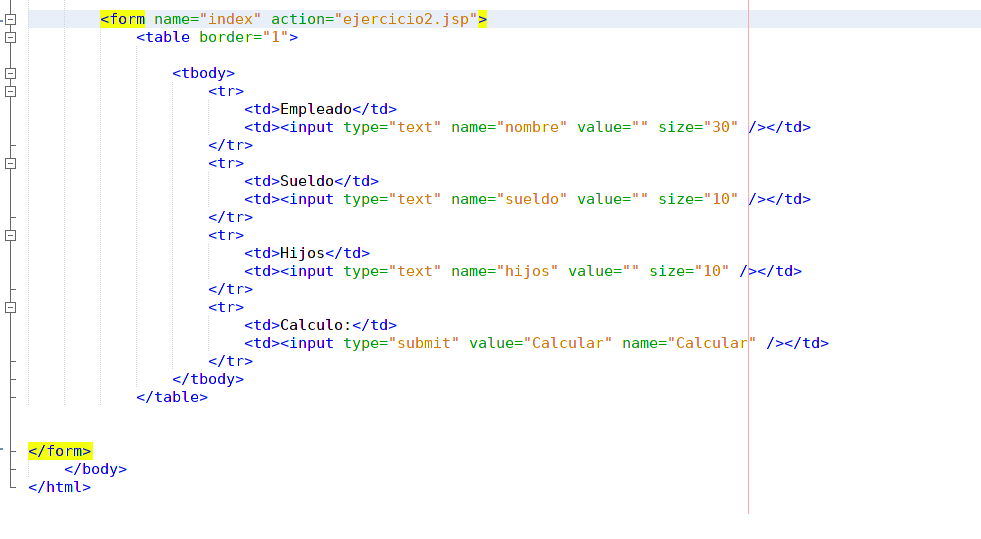 <form name="index" action="ejercicio2.jsp">
<table border="1">
<tbody>
<tr>
<td>Empleado</td>
<td><input type="text" name="nombre" value="" size="30" /></td>
</tr>
<tr>
<td>Sueldo</td>
<td><input type="text" name="sueldo" value="" size="10" /></td>
</tr>
<tr>
<td>Hijos</td>
<td><input type="text" name="hijos" value="" size="10" /></td>
</tr>
<tr>
<td>Calculo:</td>
<td><input type="submit" value="Calcular" name="Calcular" /></td>
</tr>
</tbody>
</table>
</form>
</body>
</html>